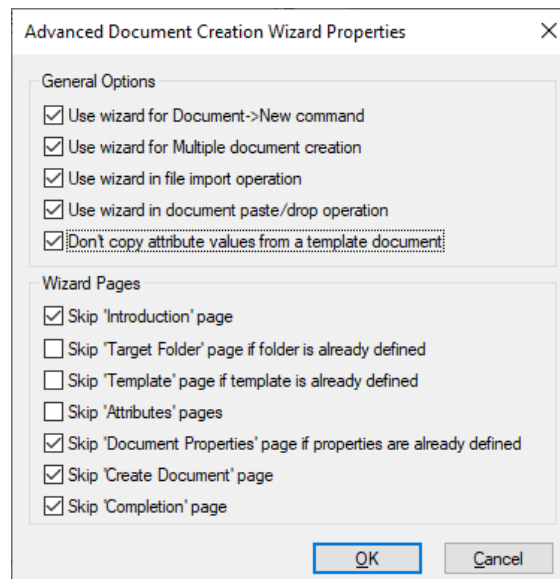 Advanced Document Creation Wizard Properties
General Options
Use wizard for Document->New command
Use wizard for Multiple document creation
Use wizard in file import operation
Use wizard in document paste/drop operation
Don't copy attribute values from a template document
Wizard Pages
Skip 'Introduction' page
Skip 'Target Folder' page if folder is already defined
Skip 'Template' page if template is already defined
Skip 'Attributes' pages
Skip 'Document Properties' page if properties are already defined
Skip 'Create Document' page
Skip 'Completion' page
OK Cancel